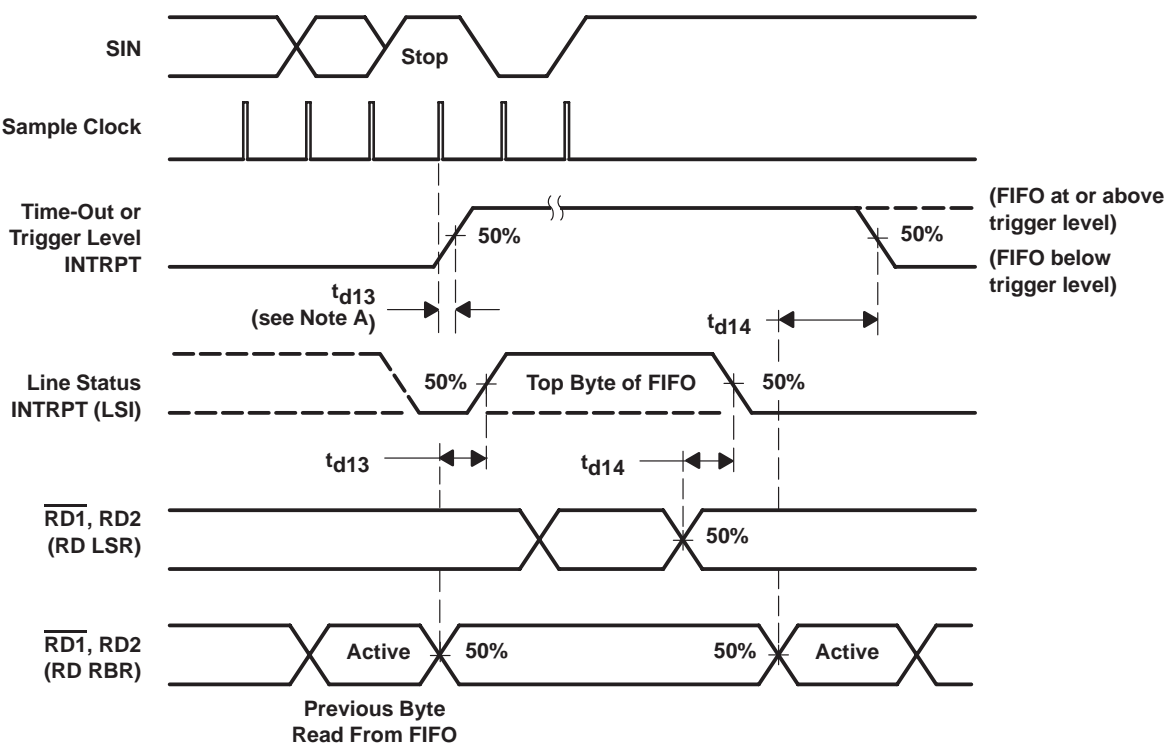 SIN
Stop
Sample Clock
Time-Out or
Trigger Level
INTRPT
50%
50%
(FIFO at or above
trigger level)
(FIFO below
trigger level)
td13
(see Note A)
td14
Line Status
INTRPT (LSI)
50%
Top Byte of FIFO
50%
td13
td14
RD1, RD2
(RD LSR)
50%
RD1, RD2
(RD RBR)
Active
50%
50%
Active
Previous Byte
Read From FIFO